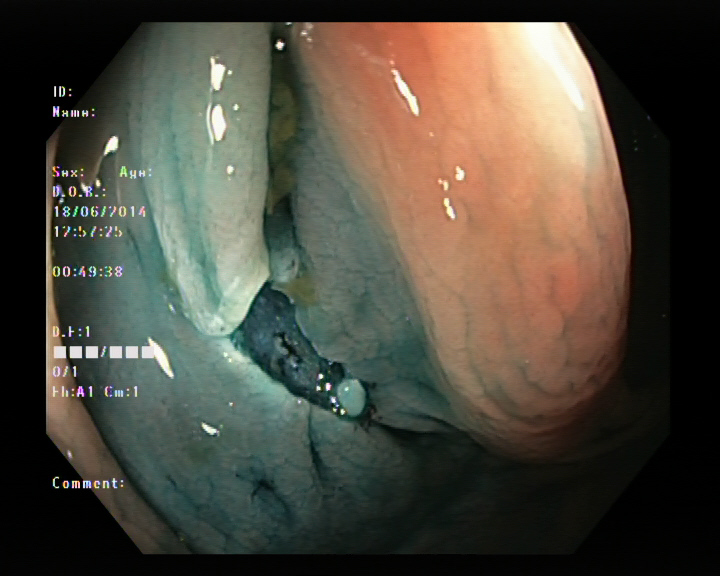 ID:
Name:
Sex: Age:
D.O.B.:
18/06/2014
12:57:25
00:49:38
D.F:1
■■■/■■■
0/1
Eh:A1 Cm:1
Comment: